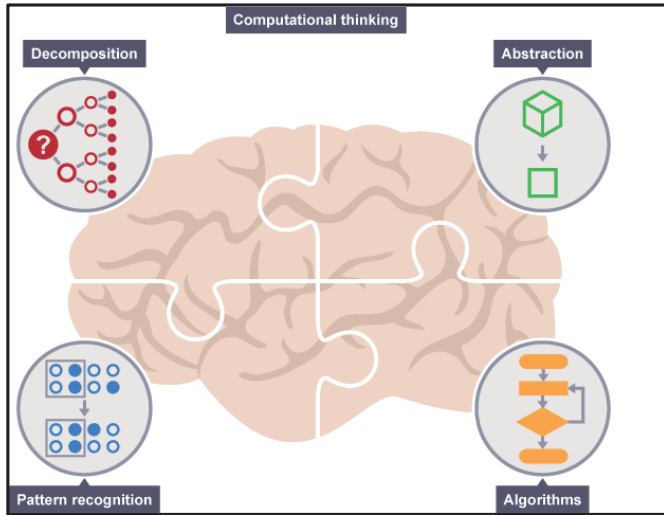 Computational thinking
Decomposition
Abstraction
?
Pattern recognition
Algorithms